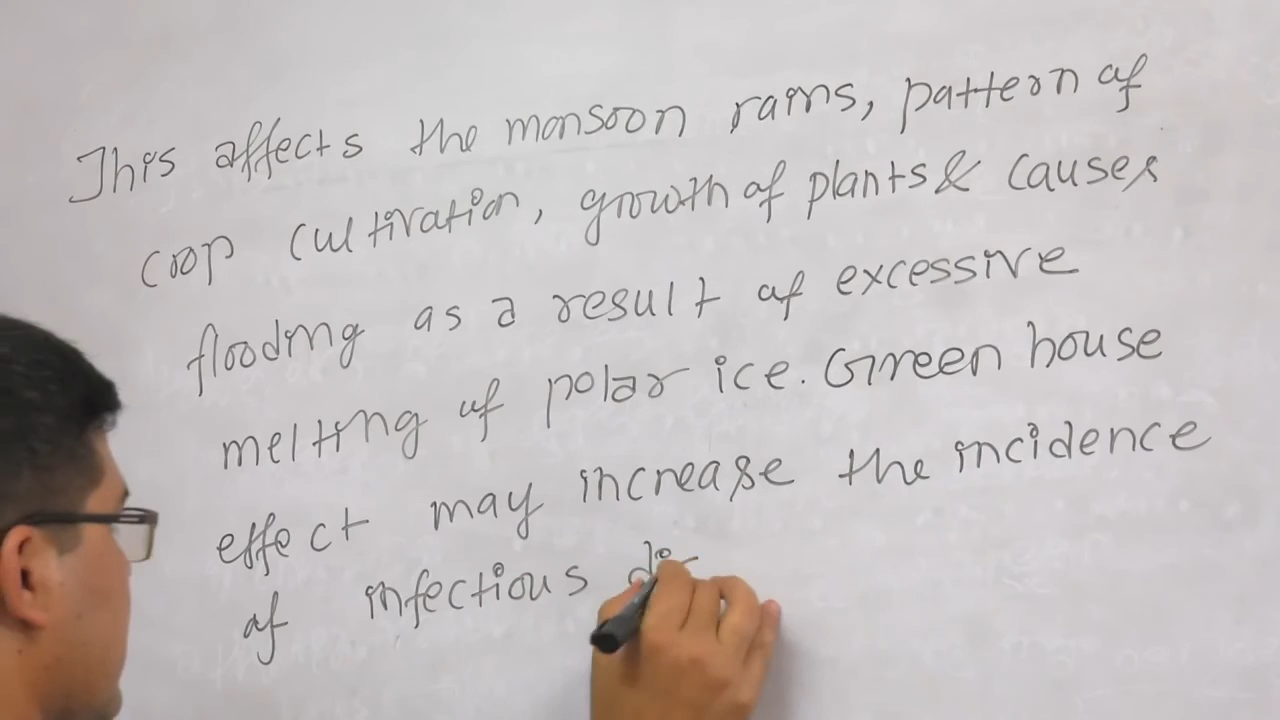 This affects the monsoon rains, pattern of
crop cultivation, growth of plants & causes
flooding as a result of excessive
melting of polar ice. Green house
effect may increase the incidence
of infectious